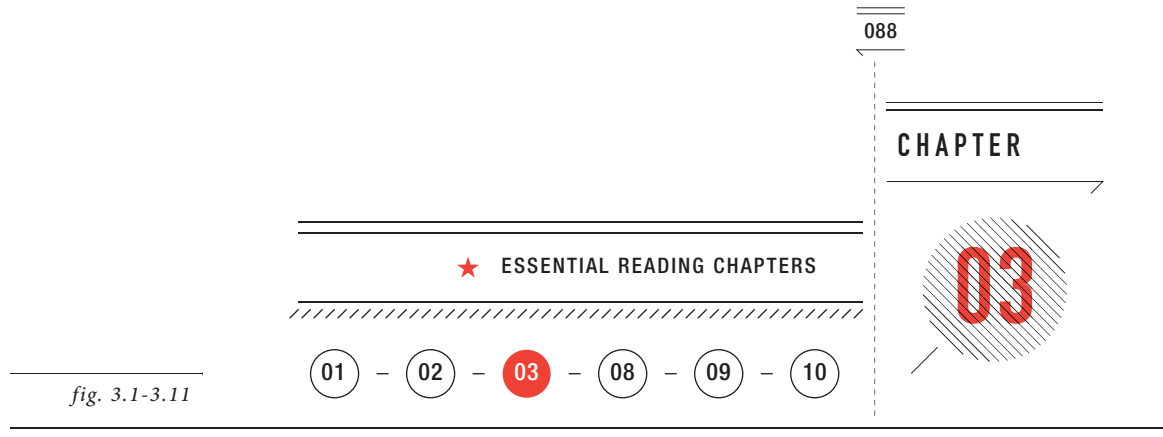 088
CHAPTER
03
★ ESSENTIAL READING CHAPTERS
01 – 02 – 03 – 08 – 09 – 10
fig. 3.1-3.11